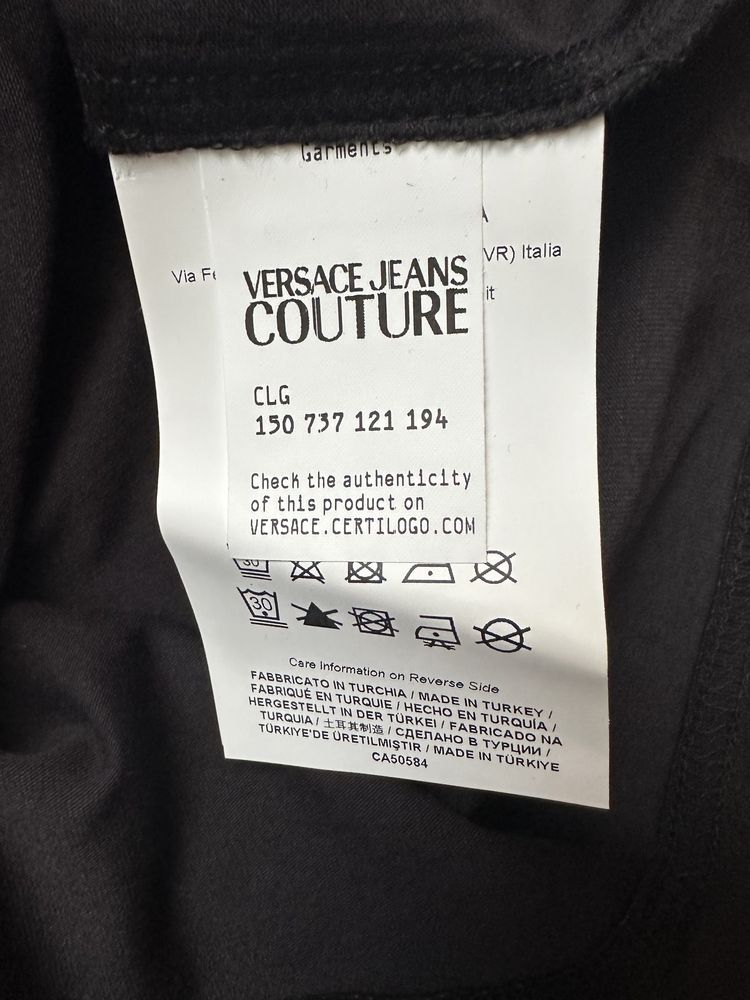 Garments
A
Via Fe VR) Italia
it
VERSACE JEANS
COUTURE
CLG
150 737 121 194
Check the authenticity
of this product on
VERSACE.CERTILOGO.COM
30
30
Care Information on Reverse Side
FABBRICATO IN TURCHIA / MADE IN TURKEY /
FABRIQUÉ EN TURQUIE / HECHO EN TURQUÍA /
HERGESTELLT IN DER TÜRKEI / FABRICADO NA
TURQUIA / 土耳其制造 / СДЕЛАНО В ТУРЦИИ /
TÜRKİYE'DE ÜRETİLMİŞTİR / MADE IN TÜRKIYE
CA50584